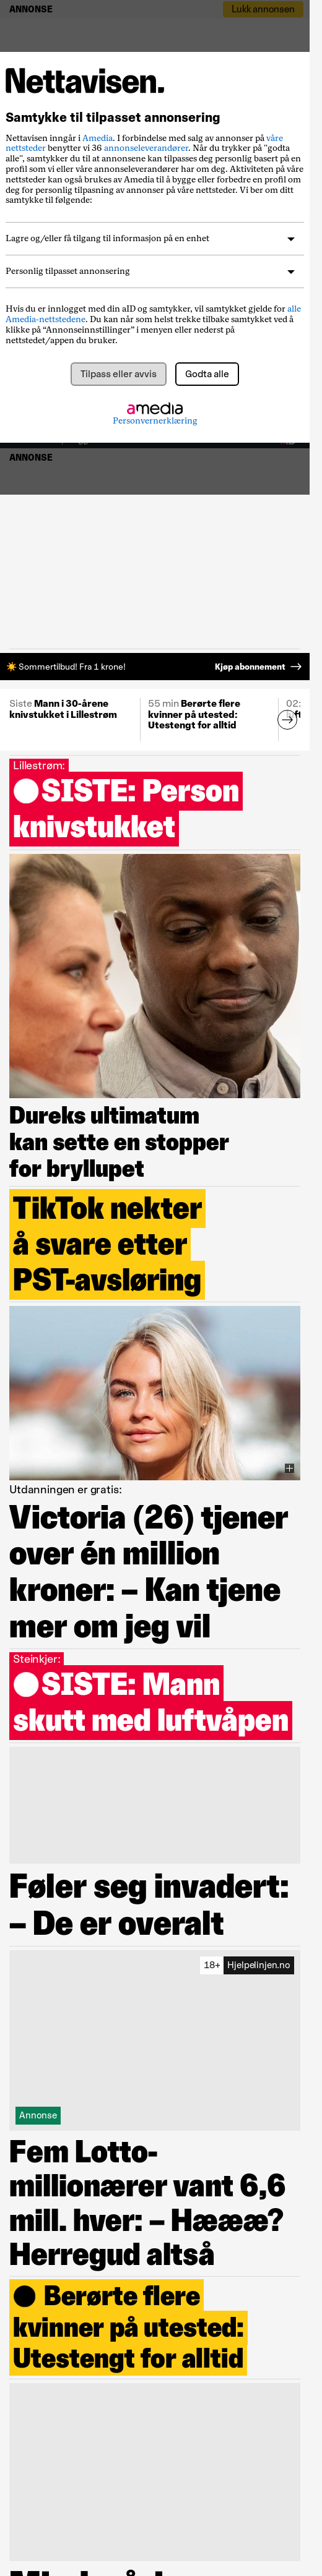 ANNONSE
Lukk annonsen
Nettavisen.
Samtykke til tilpasset annonsering
Nettavisen inngår i Amedia. I forbindelse med salg av annonser på våre
nettsteder benytter vi 36 annonseleverandører. Når du trykker på "godta
alle", samtykker du til at annonsene kan tilpasses deg personlig basert på en
profil som vi eller våre annonseleverandører har om deg. Aktiviteten på våre
nettsteder kan også brukes av Amedia til å bygge eller forbedre en profil om
deg for personlig tilpasning av annonser på våre nettsteder. Vi ber om ditt
samtykke til følgende:
Lagre og/eller få tilgang til informasjon på en enhet
Personlig tilpasset annonsering
Hvis du er innlogget med din aID og samtykker, vil samtykket gjelde for alle
Amedia-nettstedene. Du kan når som helst trekke tilbake samtykket ved å
klikke på “Annonseinnstillinger” i menyen eller nederst på
nettstedet/appen du bruker.
Tilpass eller avvis
Godta alle
amedia
Personvernerklæring
ANNONSE
☀️ Sommertilbud! Fra 1 krone!
Kjøp abonnement →
Siste Mann i 30-årene
knivstukket i Lillestrøm
55 min Berørte flere
kvinner på utested:
Utestengt for alltid
02:
Lillestrøm:
SISTE: Person
knivstukket
Dureks ultimatum
kan sette en stopper
for bryllupet
TikTok nekter
å svare etter
PST-avsløring
Utdanningen er gratis:
Victoria (26) tjener
over én million
kroner: – Kan tjene
mer om jeg vil
Steinkjer:
SISTE: Mann
skutt med luftvåpen
Føler seg invadert:
– De er overalt
18+ Hjelpelinjen.no
Annonse
Fem Lotto-
millionærer vant 6,6
mill. hver: – Hææææ?
Herregud altså
Berørte flere
kvinner på utested:
Utestengt for alltid